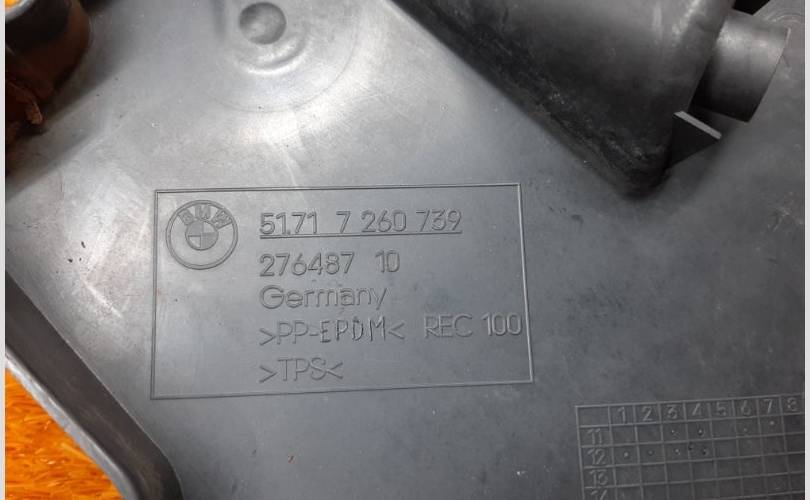 BMW
51.71 7 260 739
276487 10
Germany
>PP-EPDM< REC 100
>TPS<
1 2 3 4 5 6 7 8
11
12
13